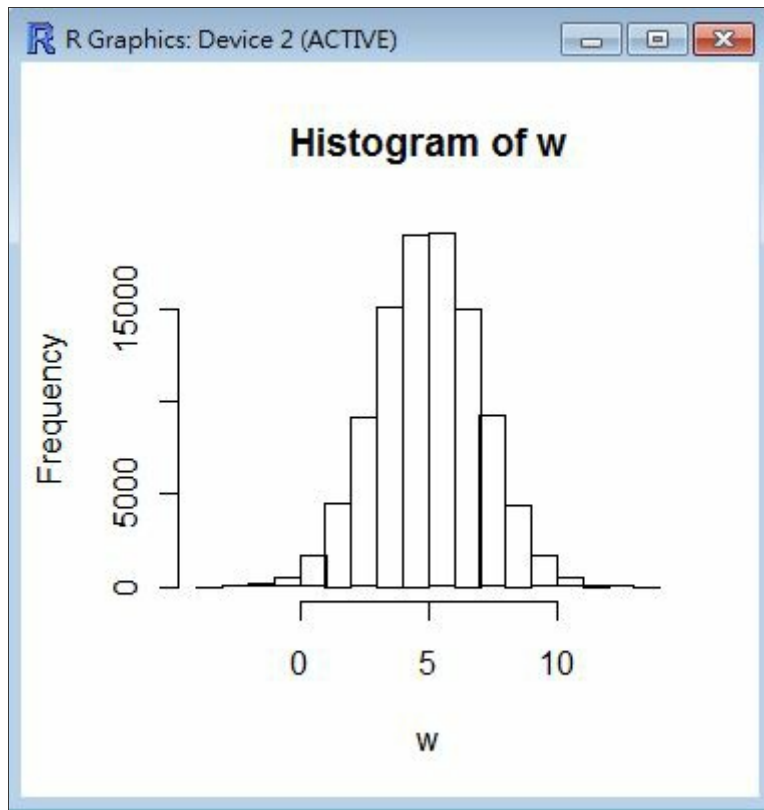 R Graphics: Device 2 (ACTIVE)
Histogram of w
Frequency
15000
5000
0
0 5 10
w